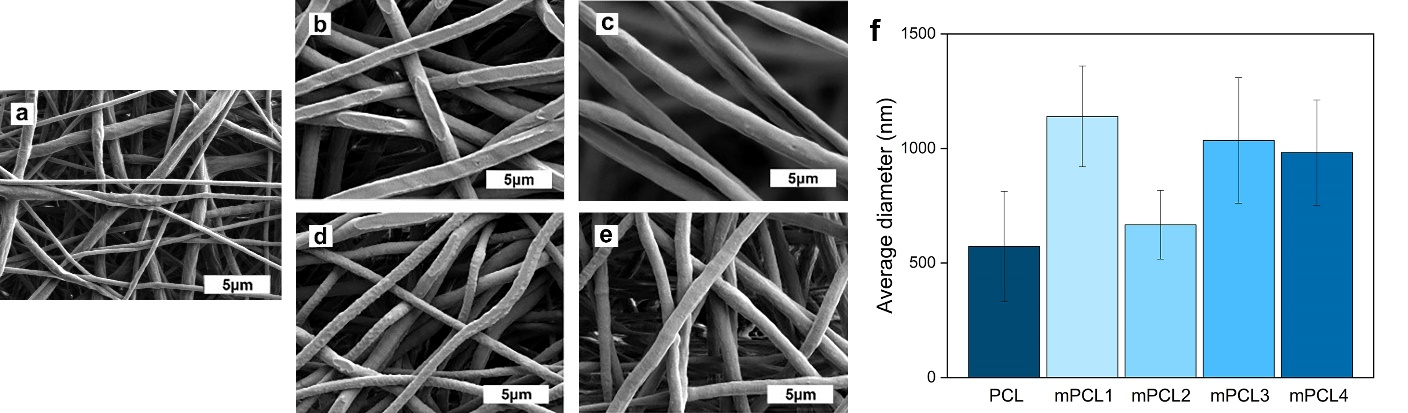 a
5µm
b
5µm
c
5µm
d
5µm
e
5µm
f
Average diameter (nm)
1500
1000
500
0
PCL mPCL1 mPCL2 mPCL3 mPCL4